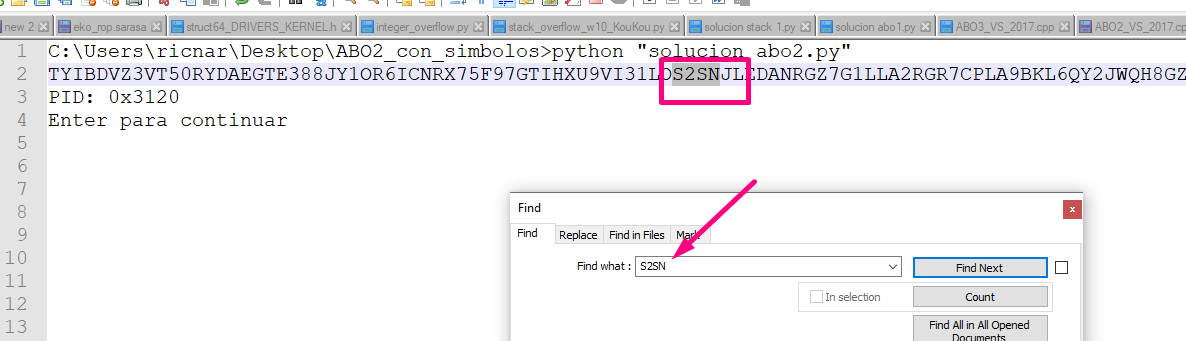 new 2
eko_rop.sarasa
struct64_DRIVERS_KERNEL.h
integer_overflow.py
stack_overflow_w10_KouKou.py
solucion stack 1.py
solucion abo1.py
ABO3_VS_2017.cpp
ABO2_VS_2017.cp
1 C:\Users\ricnar\Desktop\ABO2_con_simbolos>python "solucion abo2.py"
2 TYIBDVZ3VT50RYDAEGTE388JY1OR6ICNRX75F97GTIHXU9VI31LOS2SNJLEDANRGZ7G1LLA2RGR7CPLA9BKL6QY2JWQH8GZ
3 PID: 0x3120
4 Enter para continuar
5
6
7
8
9
10
11
12
13
Find
Find Replace Find in Files Mark
Find what : S2SN Find Next
In selection Count
Find All in All Opened
Documents